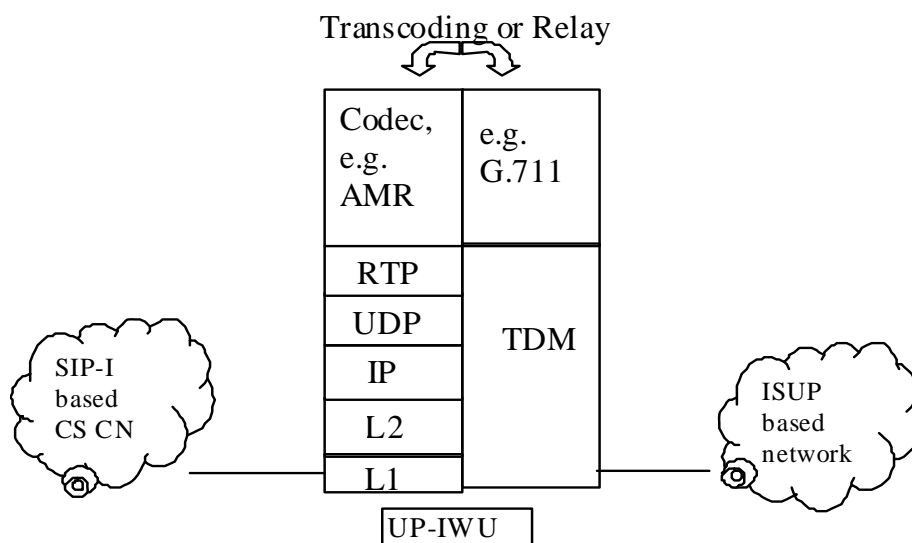 Transcoding or Relay
Codec,
e.g.
AMR
e.g.
G.711
RTP
UDP
IP
L2
L1
TDM
SIP-I
based
CS CN
ISUP
based
network
UP-IWU